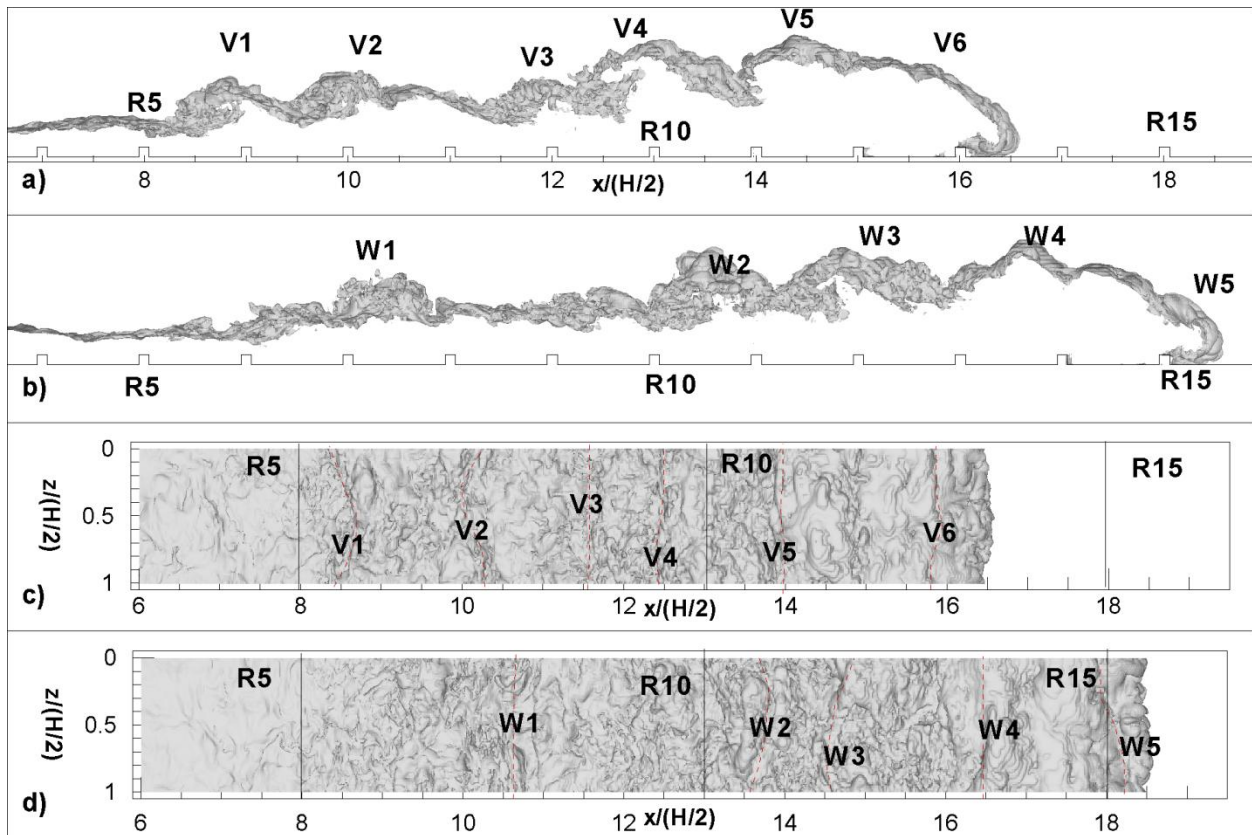 V1 V2 V3 V4 V5 V6
R5 R10 R15
8 10 12 14 16 18
a) x/(H/2)
W1 W2 W3 W4 W5
b) R5 R10 R15
0 R5 R10 R15
z/(H/2) 0.5 V1 V2 V3 V4 V5 V6
1
c) 6 8 10 12 14 16 18
x/(H/2)
0 R5 R10 R15
z/(H/2) 0.5 W1 W2 W3 W4 W5
1
d) 6 8 10 12 14 16 18
x/(H/2)